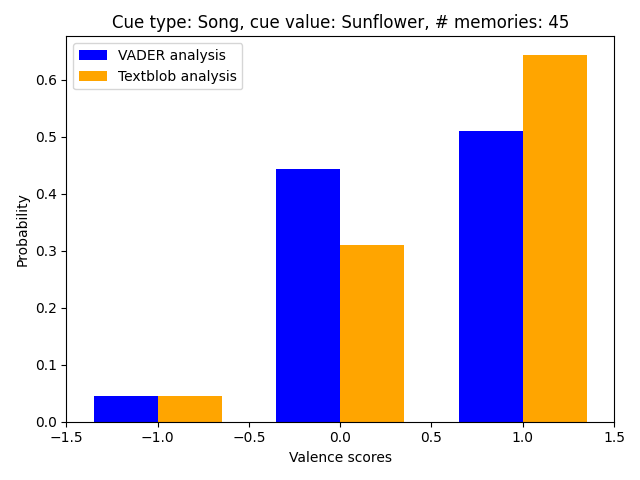 Cue type: Song, cue value: Sunflower, # memories: 45
VADER analysis
Textblob analysis
Probability
0.6
0.5
0.4
0.3
0.2
0.1
0.0
−1.5 −1.0 −0.5 0.0 0.5 1.0 1.5
Valence scores